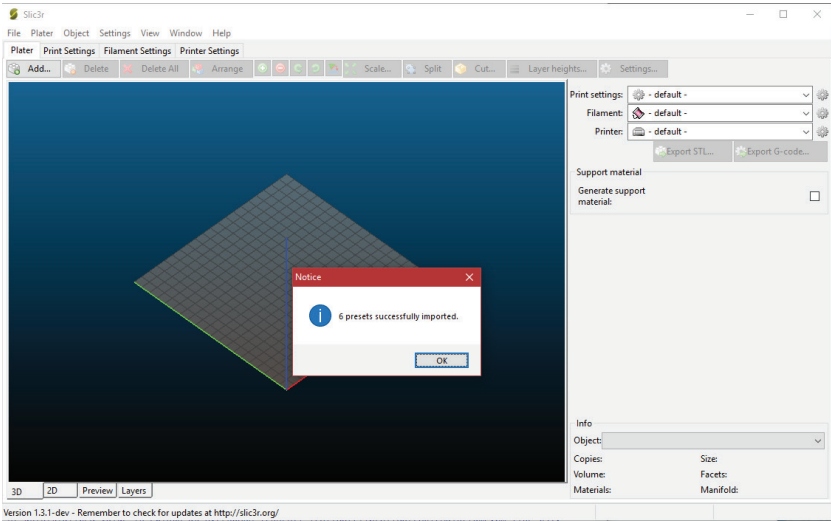 Slic3r
File Plater Object Settings View Window Help
Plater Print Settings Filament Settings Printer Settings
Add... Delete Delete All Arrange Scale... Split Cut... Layer heights... Settings...
Print settings: - default -
Filament: - default -
Printer: - default -
Export STL... Export G-code...
Support material
Generate support
material:
Notice
6 presets successfully imported.
OK
Info
Object:
Copies: Size:
Volume: Facets:
Materials: Manifold:
3D 2D Preview Layers
Version 1.3.1-dev - Remember to check for updates at http://slic3r.org/